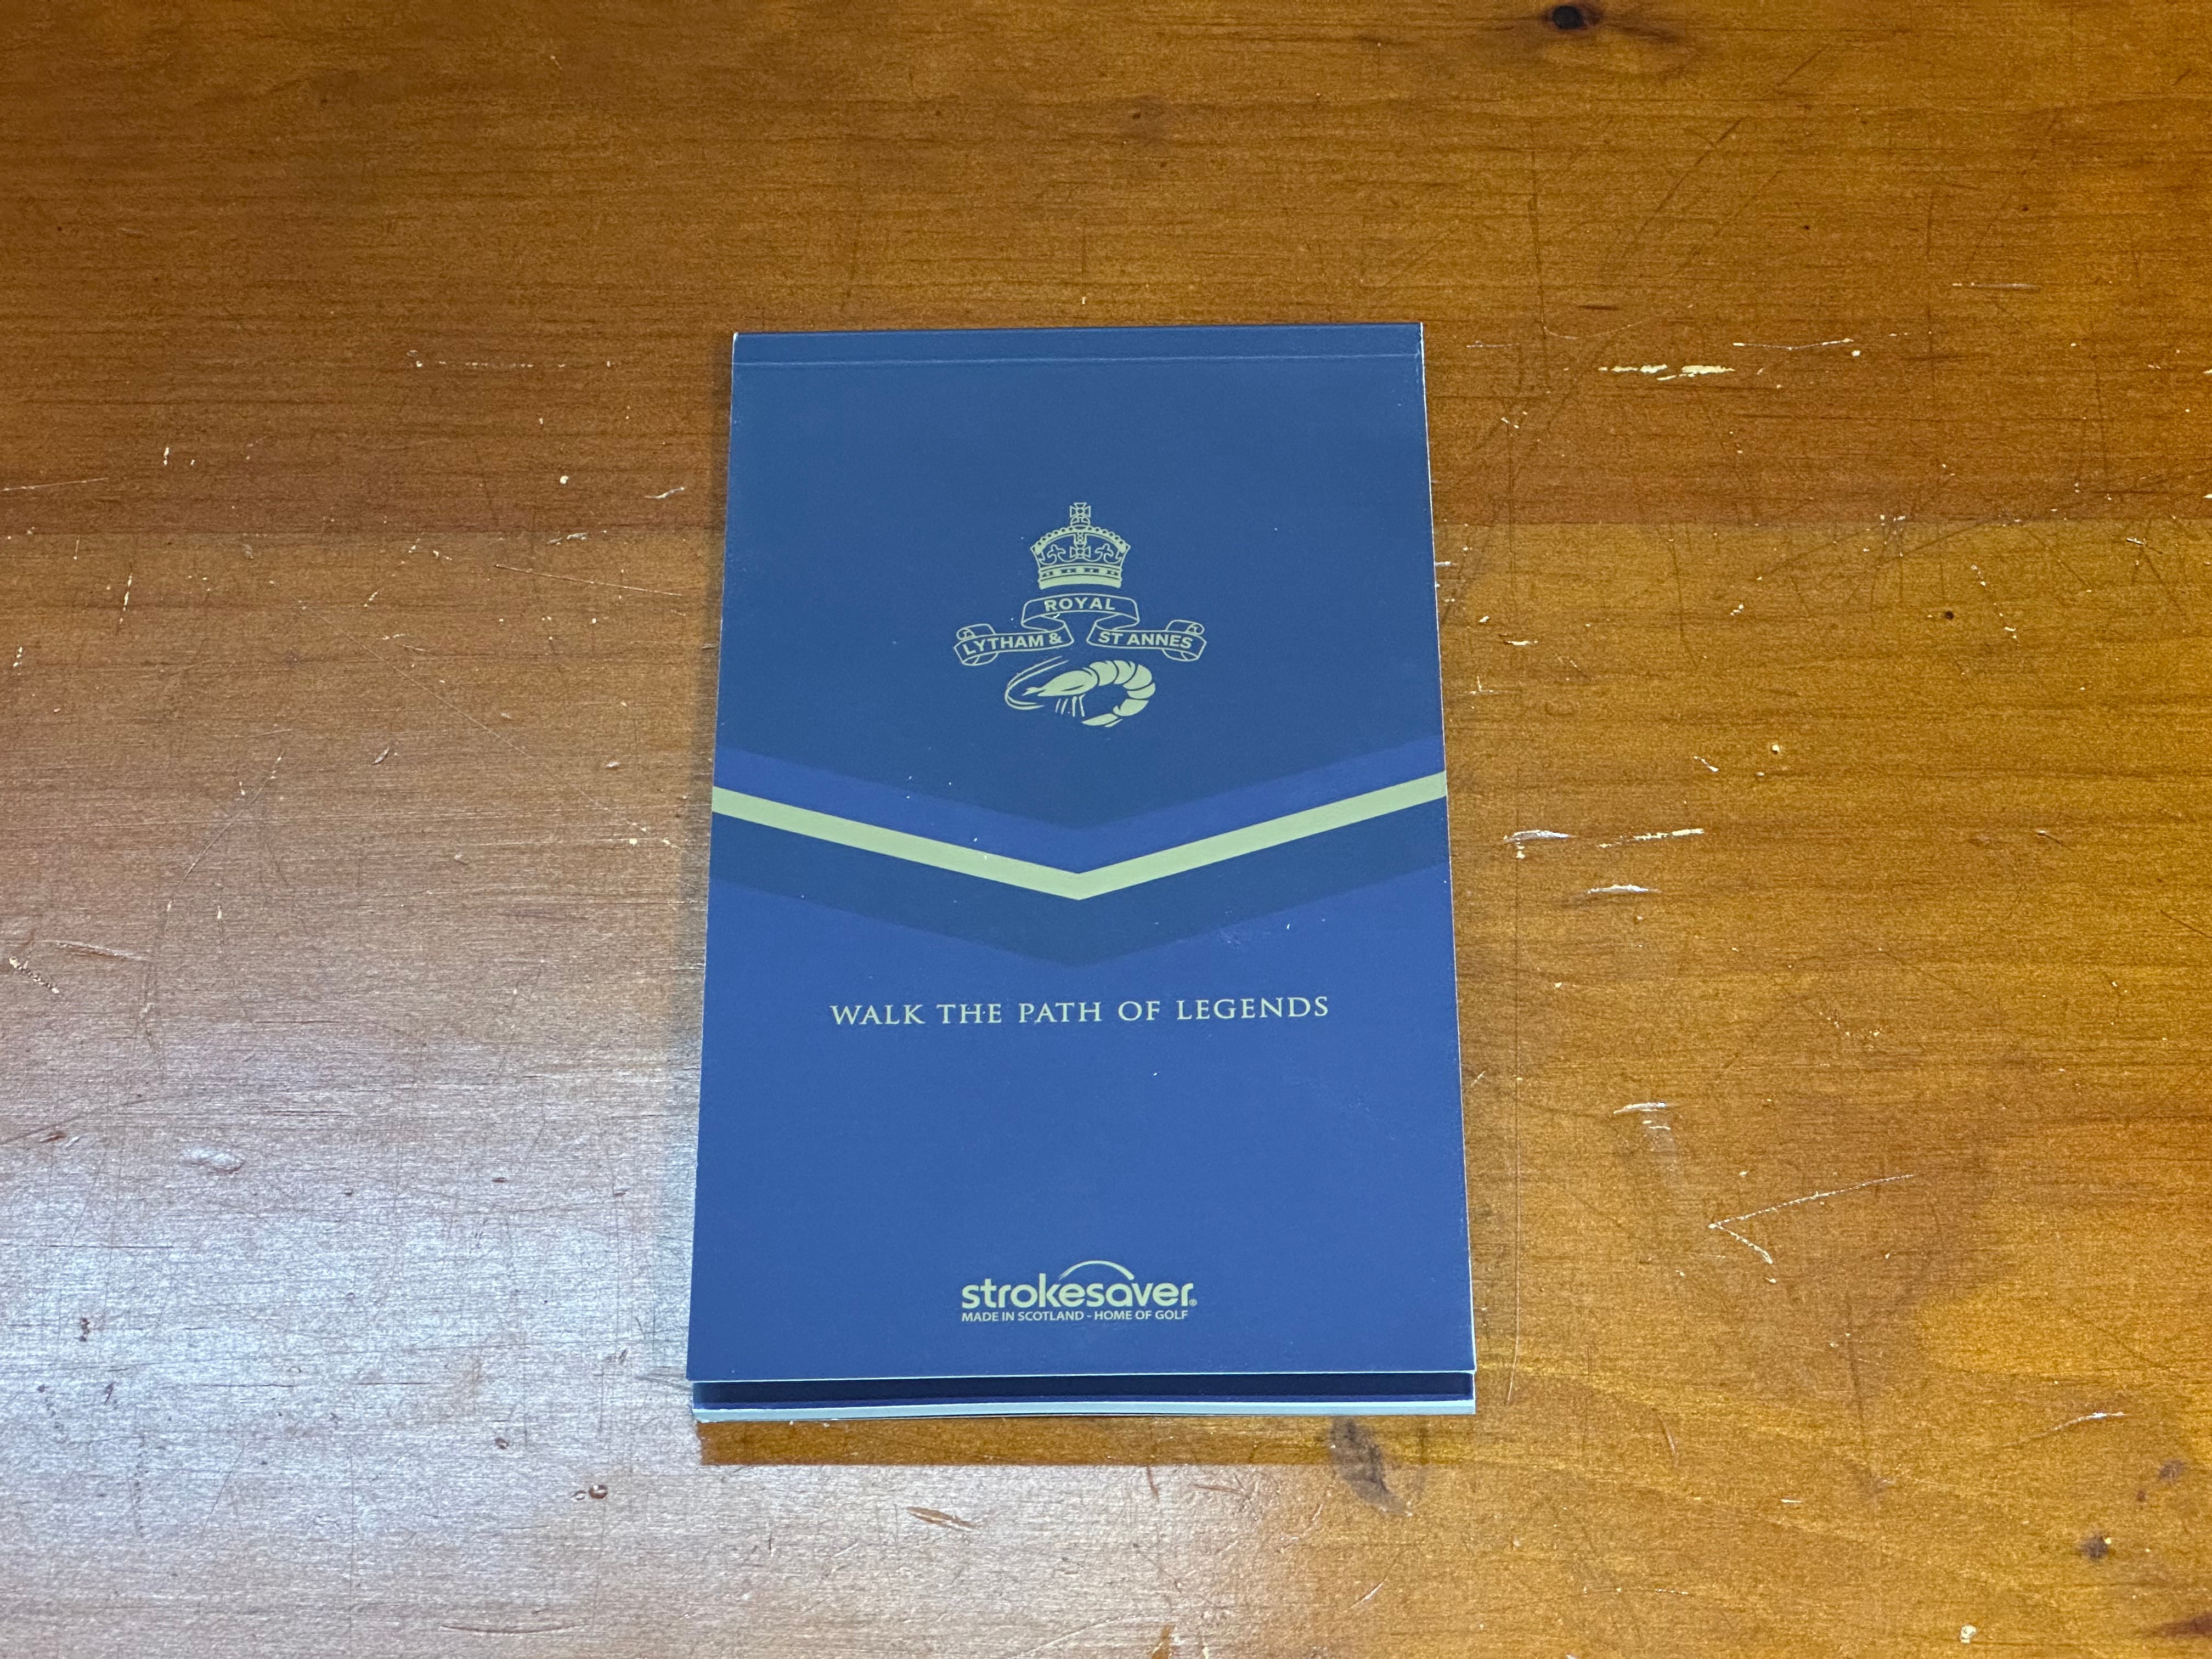 ROYAL
LYTHAM & ST ANNES
WALK THE PATH OF LEGENDS
strokesaver®
MADE IN SCOTLAND - HOME OF GOLF